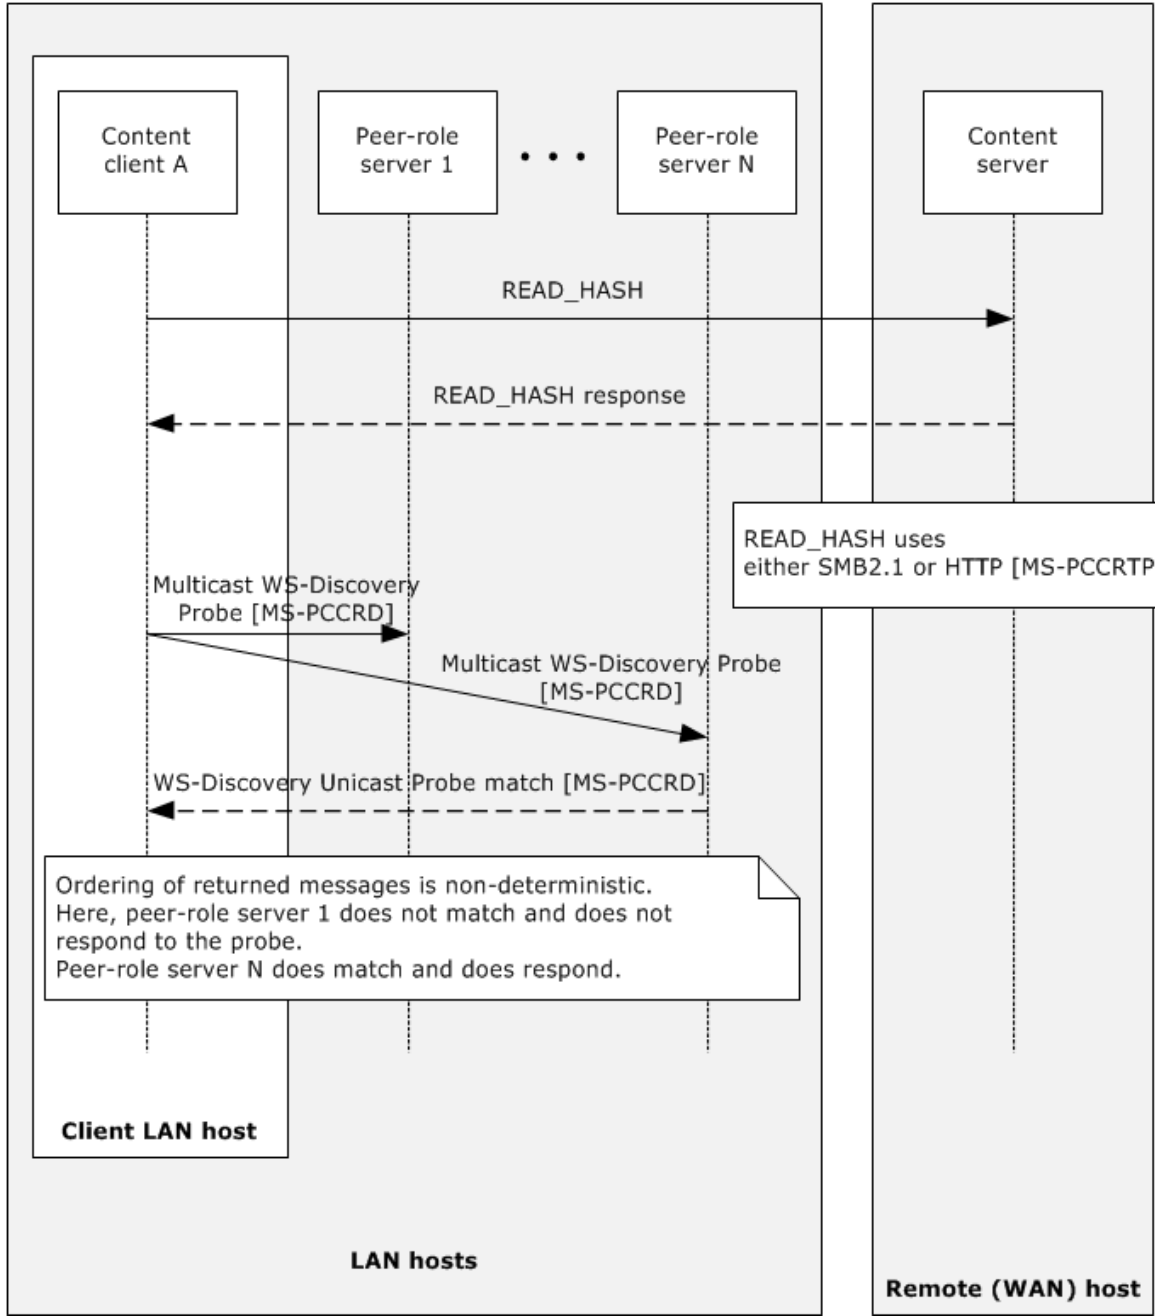 Content
client A
Peer-role
server 1
• • •
Peer-role
server N
Content
server
READ_HASH
READ_HASH response
READ_HASH uses
either SMB2.1 or HTTP [MS-PCCRTP
Multicast WS-Discovery
Probe [MS-PCCRD]
Multicast WS-Discovery Probe
[MS-PCCRD]
WS-Discovery Unicast Probe match [MS-PCCRD]
Ordering of returned messages is non-deterministic.
Here, peer-role server 1 does not match and does not
respond to the probe.
Peer-role server N does match and does respond.
Client LAN host
LAN hosts
Remote (WAN) host